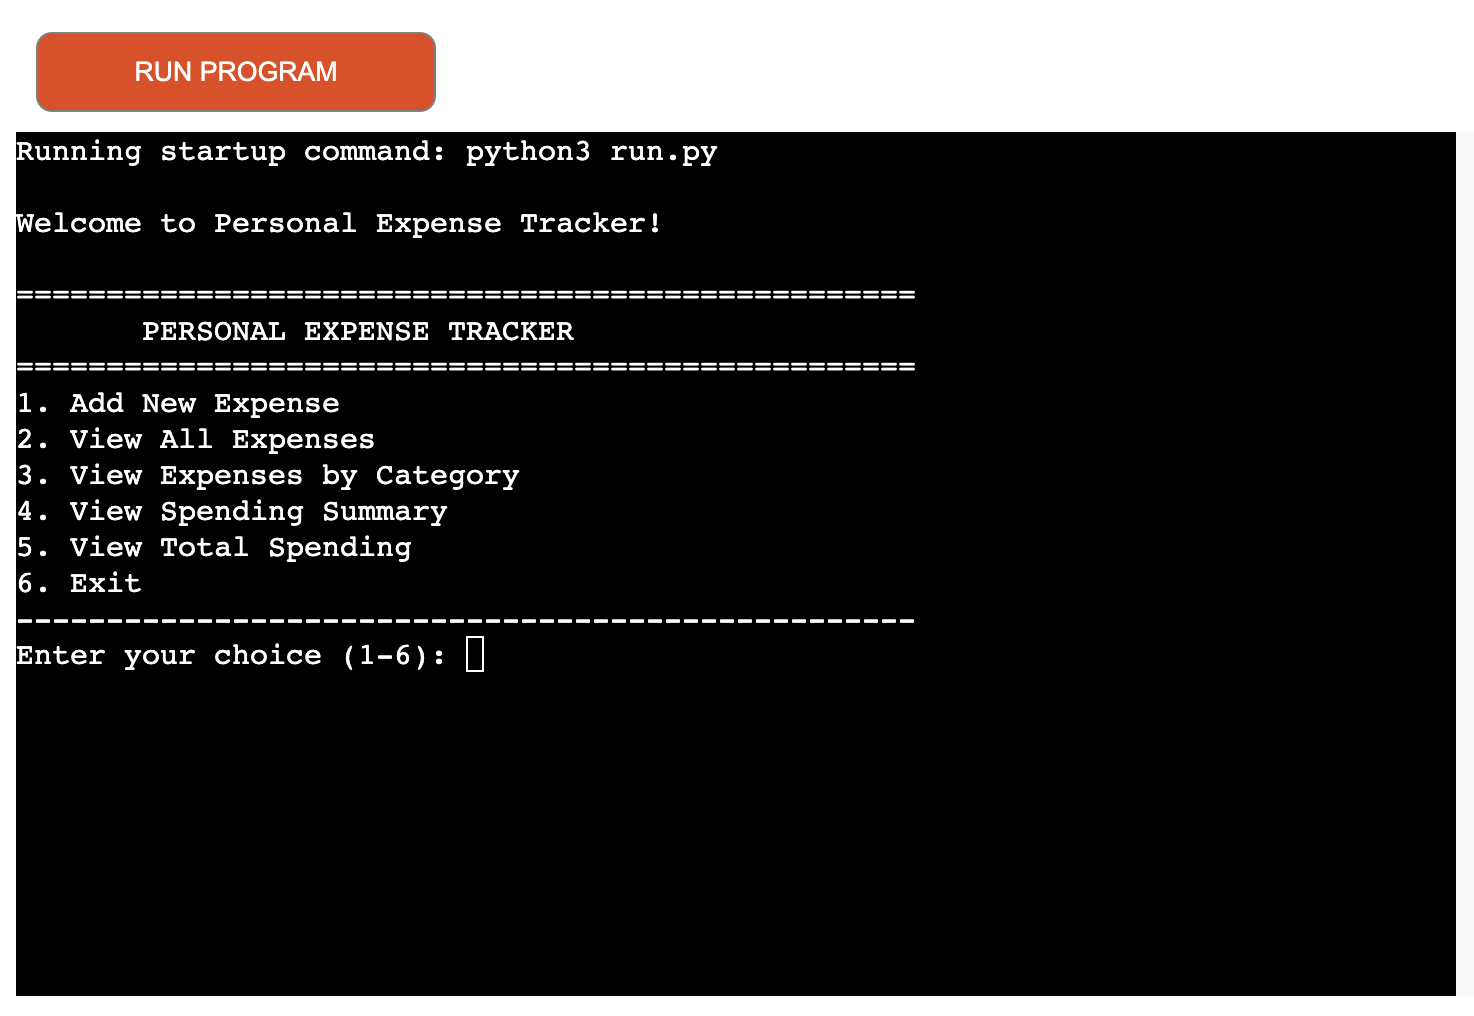 RUN PROGRAM
Running startup command: python3 run.py
Welcome to Personal Expense Tracker!
==================================================
PERSONAL EXPENSE TRACKER
==================================================
1. Add New Expense
2. View All Expenses
3. View Expenses by Category
4. View Spending Summary
5. View Total Spending
6. Exit
--------------------------------------------------
Enter your choice (1-6):